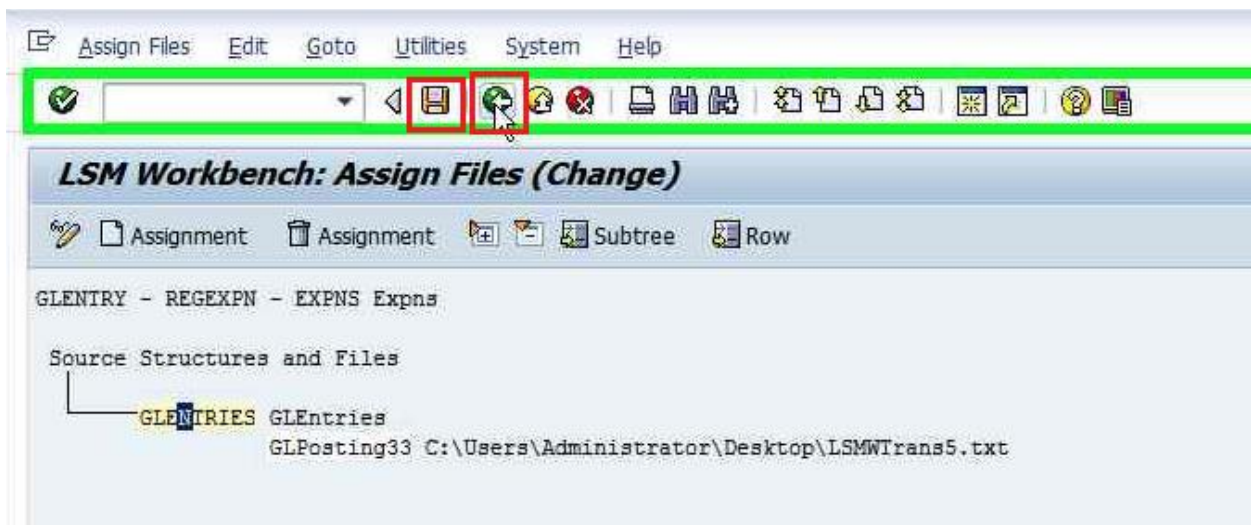 Assign Files Edit Goto Utilities System Help
LSM Workbench: Assign Files (Change)
Assignment Assignment Subtree Row
GLENTRY - REGEXPN - EXPNS Expns
Source Structures and Files
GLENTRIES GLEntries
GLPosting33 C:\Users\Administrator\Desktop\LSMWTrans5.txt